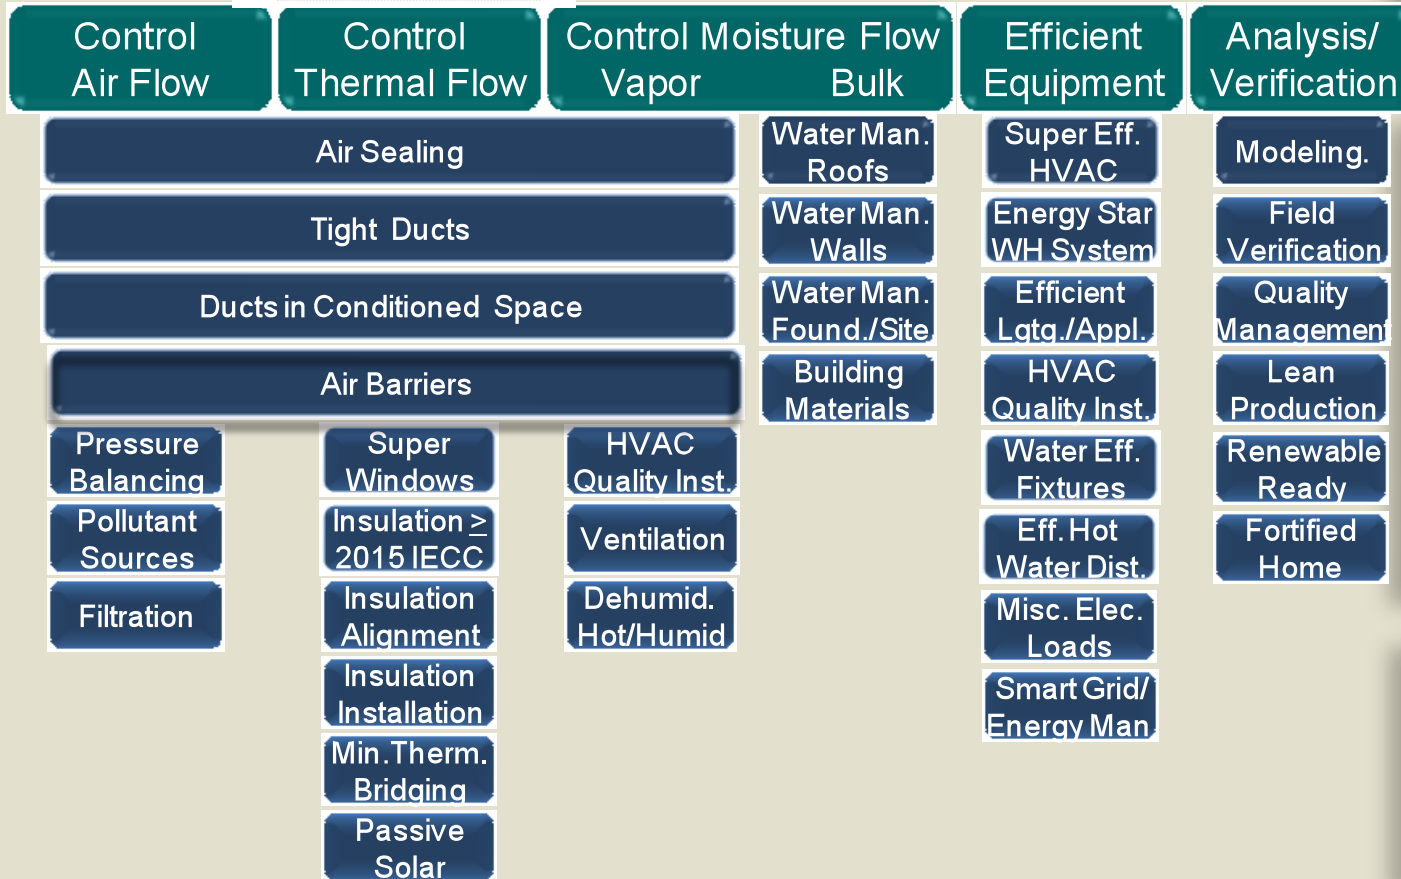 Control
Air Flow
Control
Thermal Flow
Control Moisture Flow
Vapor Bulk
Efficient
Equipment
Analysis/
Verification
Air Sealing
Tight Ducts
Ducts in Conditioned Space
Air Barriers
Pressure
Balancing
Pollutant
Sources
Filtration
Super
Windows
Insulation ≥
2015 IECC
Insulation
Alignment
Insulation
Installation
Min.Therm.
Bridging
Passive
Solar
HVAC
Quality Inst.
Ventilation
Dehumid.
Hot/Humid
Water Man.
Roofs
Water Man.
Walls
Water Man.
Found./Site
Building
Materials
Super Eff.
HVAC
Energy Star
WH System
Efficient
Lgtg./Appl.
HVAC
Quality Inst.
Water Eff.
Fixtures
Eff. Hot
Water Dist.
Misc. Elec.
Loads
Smart Grid/
Energy Man
Modeling.
Field
Verification
Quality
Management
Lean
Production
Renewable
Ready
Fortified
Home